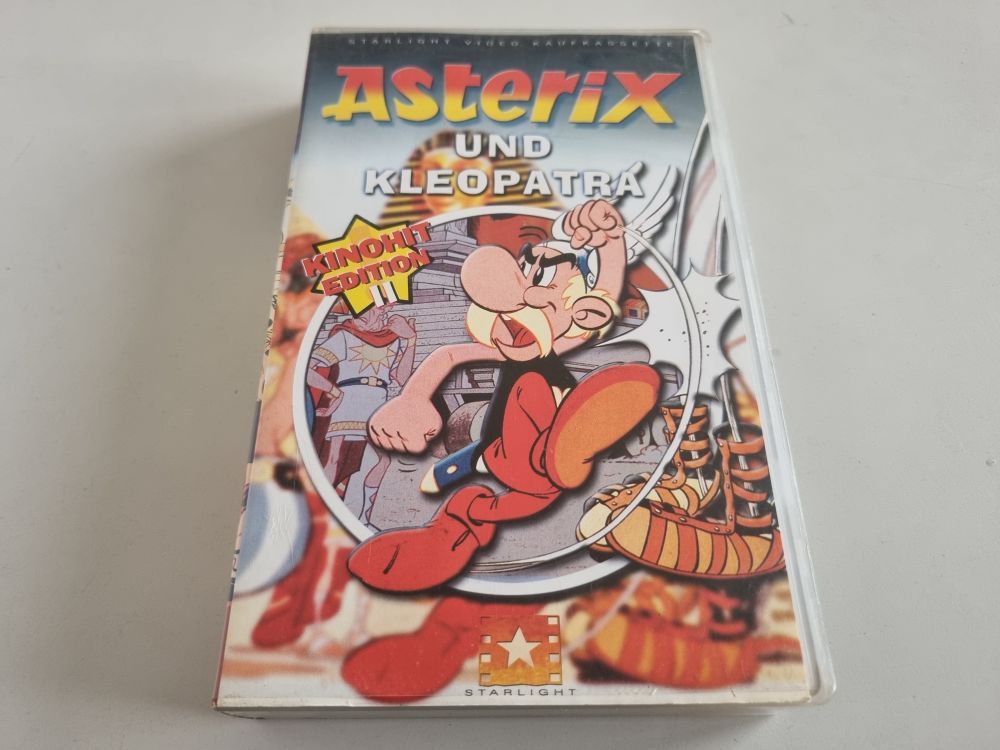 STARLIGHT VIDEO KAUFKASSETTE
Asterix
UND
KLEOPATRA
KINOHIT
EDITION
II
STARLIGHT